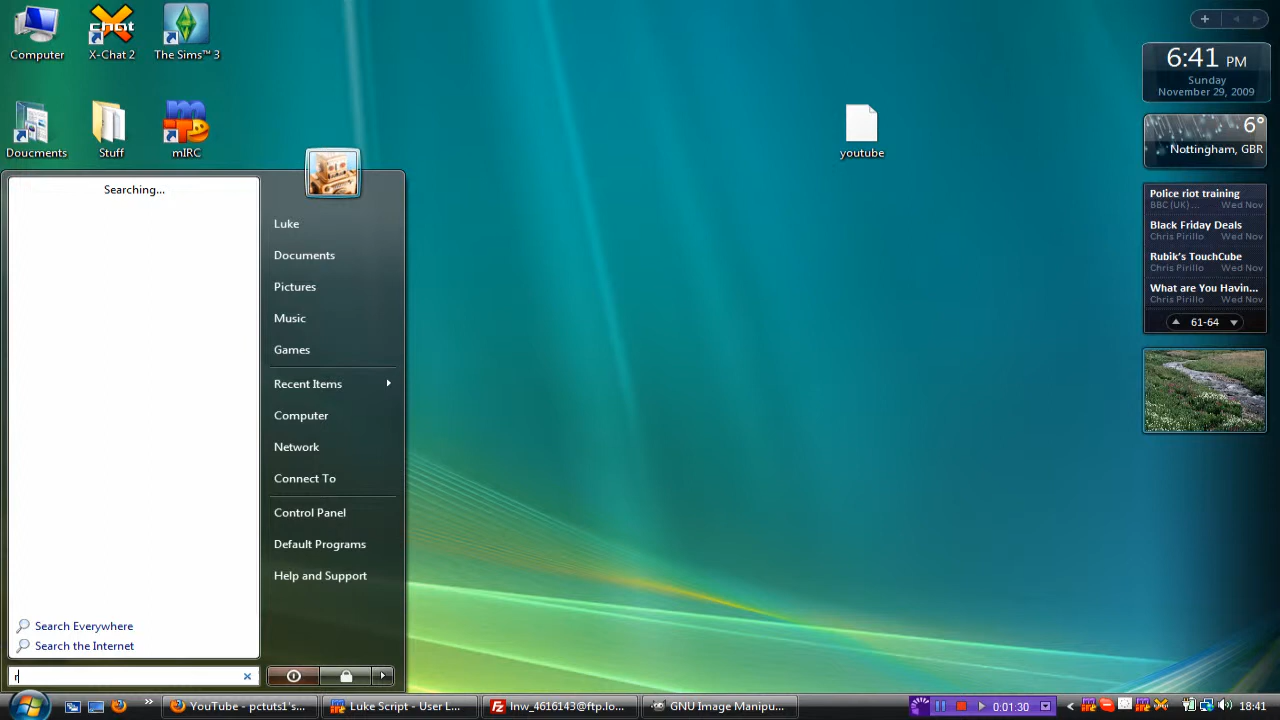 Computer
X-Chat 2
The Sims™ 3
Doucments
Stuff
mIRC
youtube
Searching...
Search Everywhere
Search the Internet
r
Luke
Documents
Pictures
Music
Games
Recent Items
Computer
Network
Connect To
Control Panel
Default Programs
Help and Support
6:41 PM
Sunday
November 29, 2009
6°
Nottingham, GBR
Police riot training
BBC (UK) ... Wed Nov
Black Friday Deals
Chris Pirillo Wed Nov
Rubik's TouchCube
Chris Pirillo Wed Nov
What are You Havin...
Chris Pirillo Wed Nov
61-64
YouTube - pctuts1's...
Luke Script - User L...
lnw_4616143@ftp.lo...
GNU Image Manipu...
0:01:30
18:41